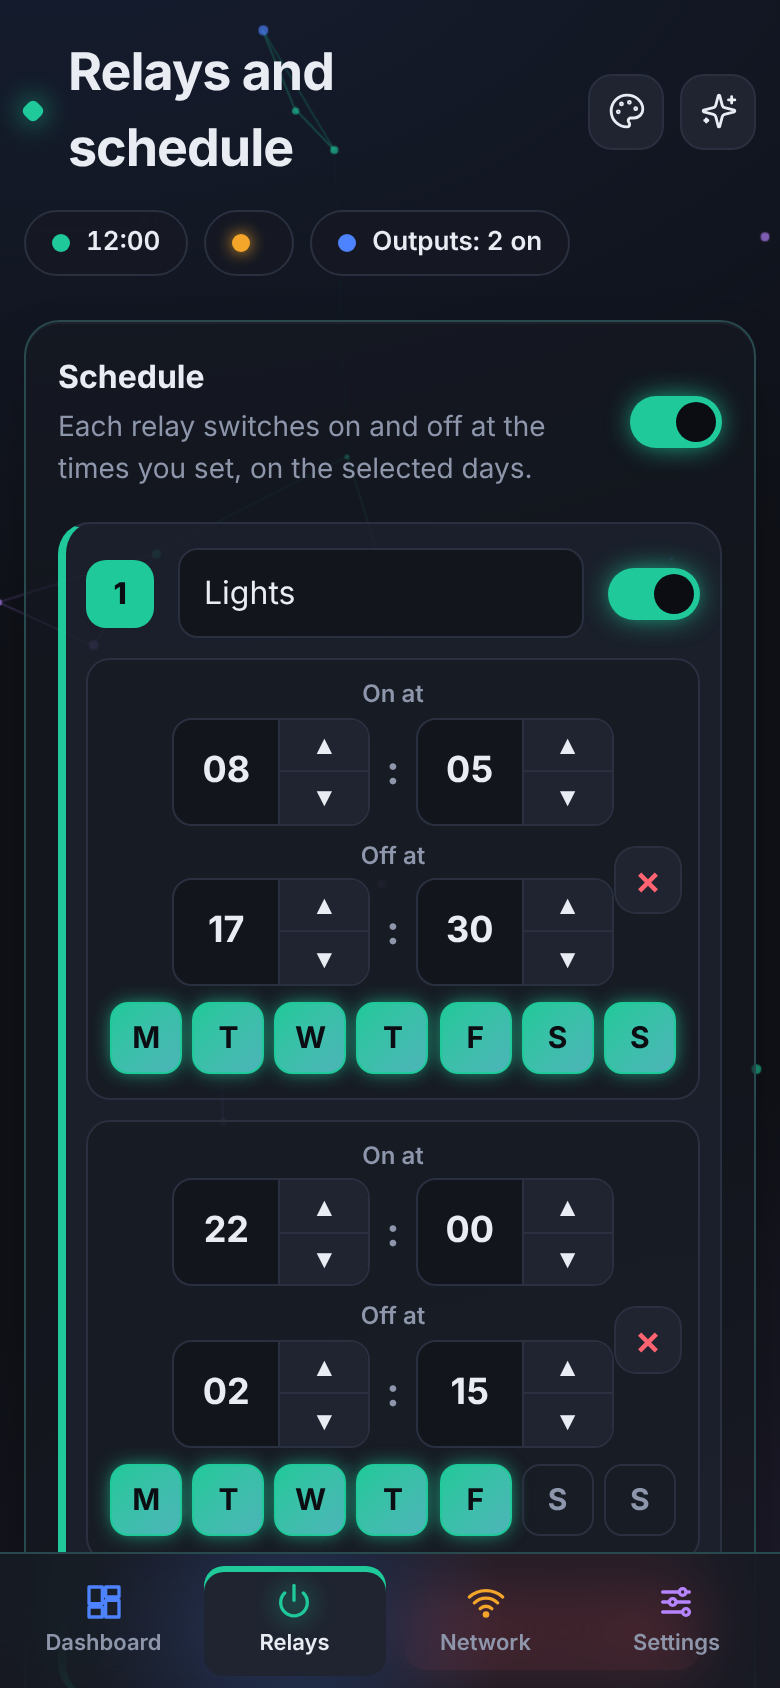 Relays and
schedule
12:00
Outputs: 2 on
Schedule
Each relay switches on and off at the
times you set, on the selected days.
1 Lights
On at
08 ▲ ▼ : 05 ▲ ▼
Off at
17 ▲ ▼ : 30 ▲ ▼ ×
M T W T F S S
On at
22 ▲ ▼ : 00 ▲ ▼
Off at
02 ▲ ▼ : 15 ▲ ▼ ×
M T W T F S S
Dashboard Relays Network Settings